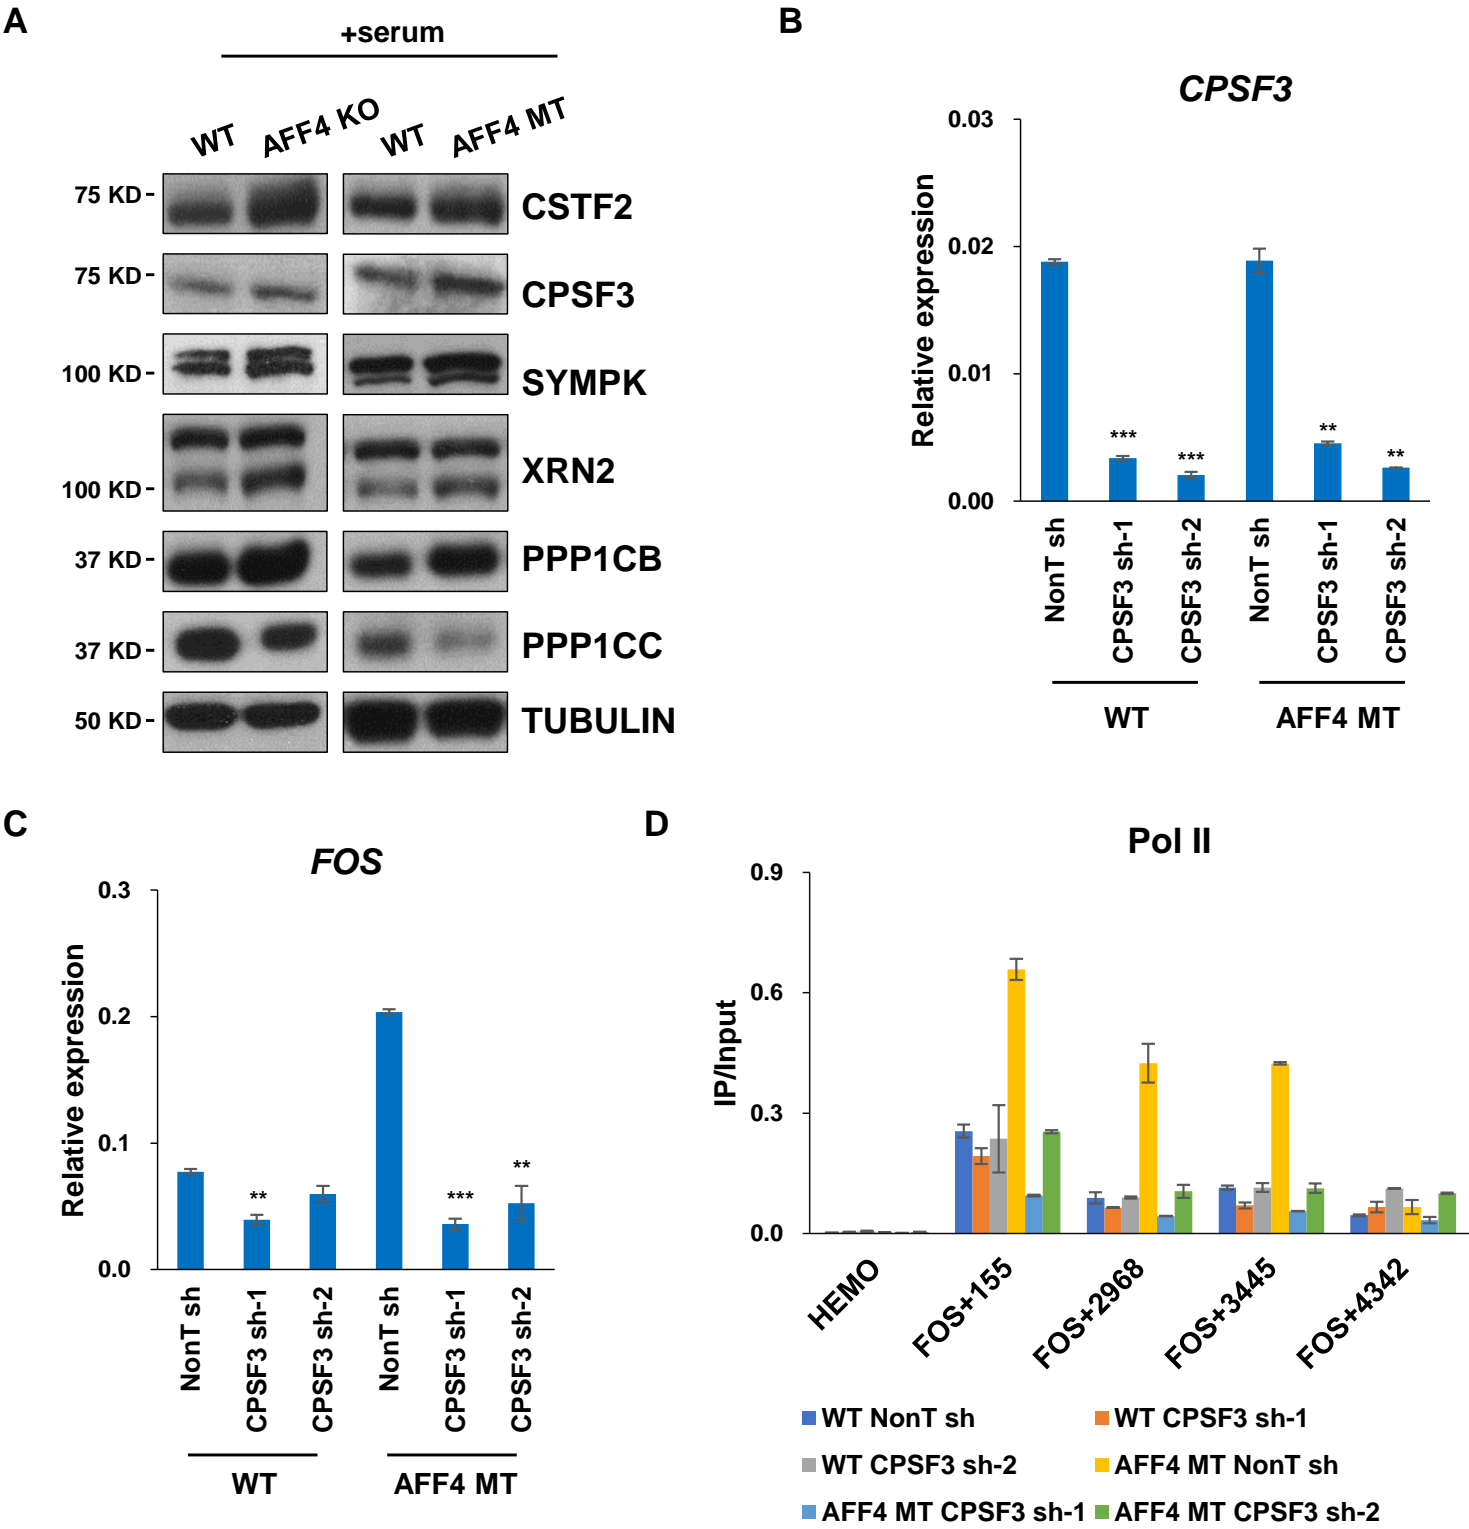 A
+serum
WT
AFF4 KO
WT
AFF4 MT
75 KD
CSTF2
75 KD
CPSF3
100 KD
SYMPK
100 KD
XRN2
37 KD
PPP1CB
37 KD
PPP1CC
50 KD
TUBULIN
B
CPSF3
Relative expression
0.03
0.02
0.01
0.00
***
***
**
**
NonT sh
CPSF3 sh-1
CPSF3 sh-2
NonT sh
CPSF3 sh-1
CPSF3 sh-2
WT
AFF4 MT
C
FOS
Relative expression
0.3
0.2
0.1
0.0
**
***
**
NonT sh
CPSF3 sh-1
CPSF3 sh-2
NonT sh
CPSF3 sh-1
CPSF3 sh-2
WT
AFF4 MT
D
Pol II
IP/Input
0.9
0.6
0.3
0.0
HEMO
FOS+155
FOS+2968
FOS+3445
FOS+4342
WT NonT sh
WT CPSF3 sh-1
WT CPSF3 sh-2
AFF4 MT NonT sh
AFF4 MT CPSF3 sh-1
AFF4 MT CPSF3 sh-2